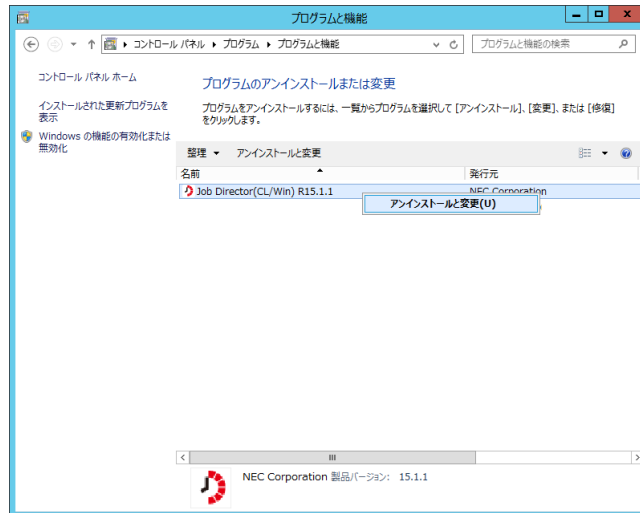 プログラムと機能
コントロール パネル ▸ プログラム ▸ プログラムと機能
プログラムと機能の検索
コントロール パネル ホーム
インストールされた更新プログラムを
表示
Windows の機能の有効化または
無効化
プログラムのアンインストールまたは変更
プログラムをアンインストールするには、一覧からプログラムを選択して [アンインストール]、[変更]、または [修復]
をクリックします。
整理 ▼ アンインストールと変更
名前 発行元
Job Director(CL/Win) R15.1.1 NEC Corporation
アンインストールと変更(U)
NEC Corporation 製品バージョン: 15.1.1